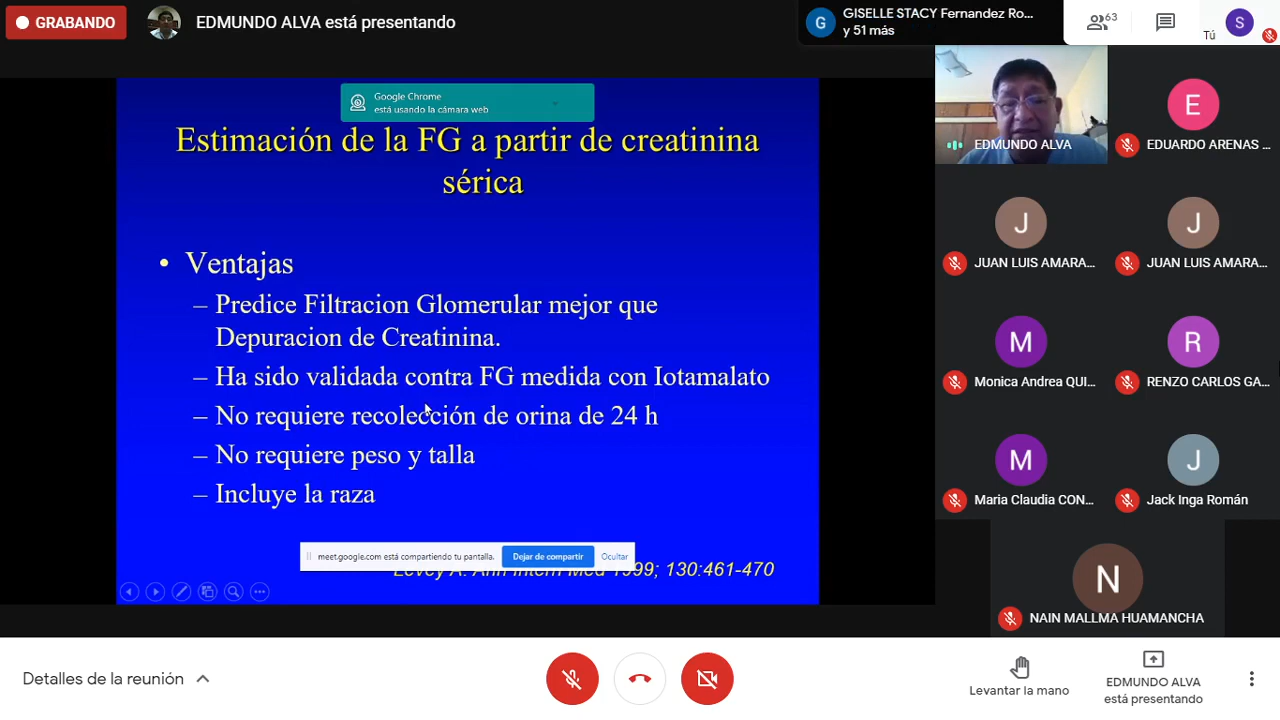 GRABANDO
EDMUNDO ALVA está presentando
G
GISELLE STACY Fernandez Ro...
y 51 más
63
Tú
S
Google Chrome
está usando la cámara web
Estimación de la FG a partir de creatinina
sérica
• Ventajas
– Predice Filtracion Glomerular mejor que
Depuracion de Creatinina.
– Ha sido validada contra FG medida con Iotamalato
– No requiere recolección de orina de 24 h
– No requiere peso y talla
– Incluye la raza
meet.google.com está compartiendo tu pantalla.
Dejar de compartir
Ocultar
Levey A. Ann Intern Med 1999; 130:461-470
EDMUNDO ALVA
E
EDUARDO ARENAS ...
J
JUAN LUIS AMARA...
J
JUAN LUIS AMARA...
M
Monica Andrea QUI...
R
RENZO CARLOS GA...
M
Maria Claudia CON...
J
Jack Inga Román
N
NAIN MALLMA HUAMANCHA
Detalles de la reunión
Levantar la mano
EDMUNDO ALVA
está presentando